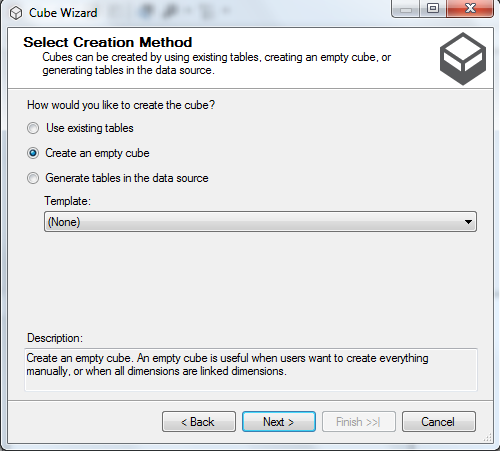 Cube Wizard
Select Creation Method
Cubes can be created by using existing tables, creating an empty cube, or
generating tables in the data source.
How would you like to create the cube?
Use existing tables
Create an empty cube
Generate tables in the data source
Template:
(None)
Description:
Create an empty cube. An empty cube is useful when users want to create everything
manually, or when all dimensions are linked dimensions.
< Back
Next >
Finish >>|
Cancel